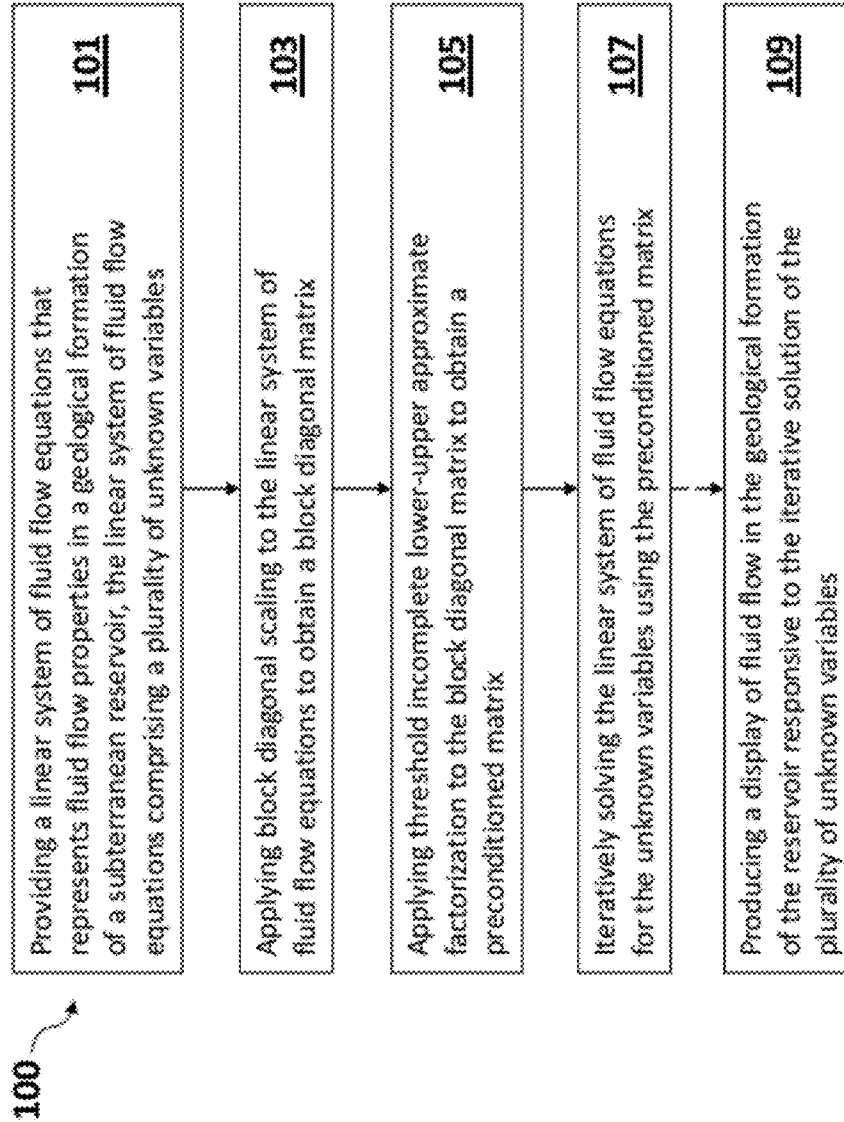 100
Providing a linear system of fluid flow equations that
represents fluid flow properties in a geological formation
of a subterranean reservoir, the linear system of fluid flow
equations comprising a plurality of unknown variables
101
Applying block diagonal scaling to the linear system of
fluid flow equations to obtain a block diagonal matrix
103
Applying threshold incomplete lower-upper approximate
factorization to the block diagonal matrix to obtain a
preconditioned matrix
105
Iteratively solving the linear system of fluid flow equations
for the unknown variables using the preconditioned matrix
107
Producing a display of fluid flow in the geological formation
of the reservoir responsive to the iterative solution of the
plurality of unknown variables
109